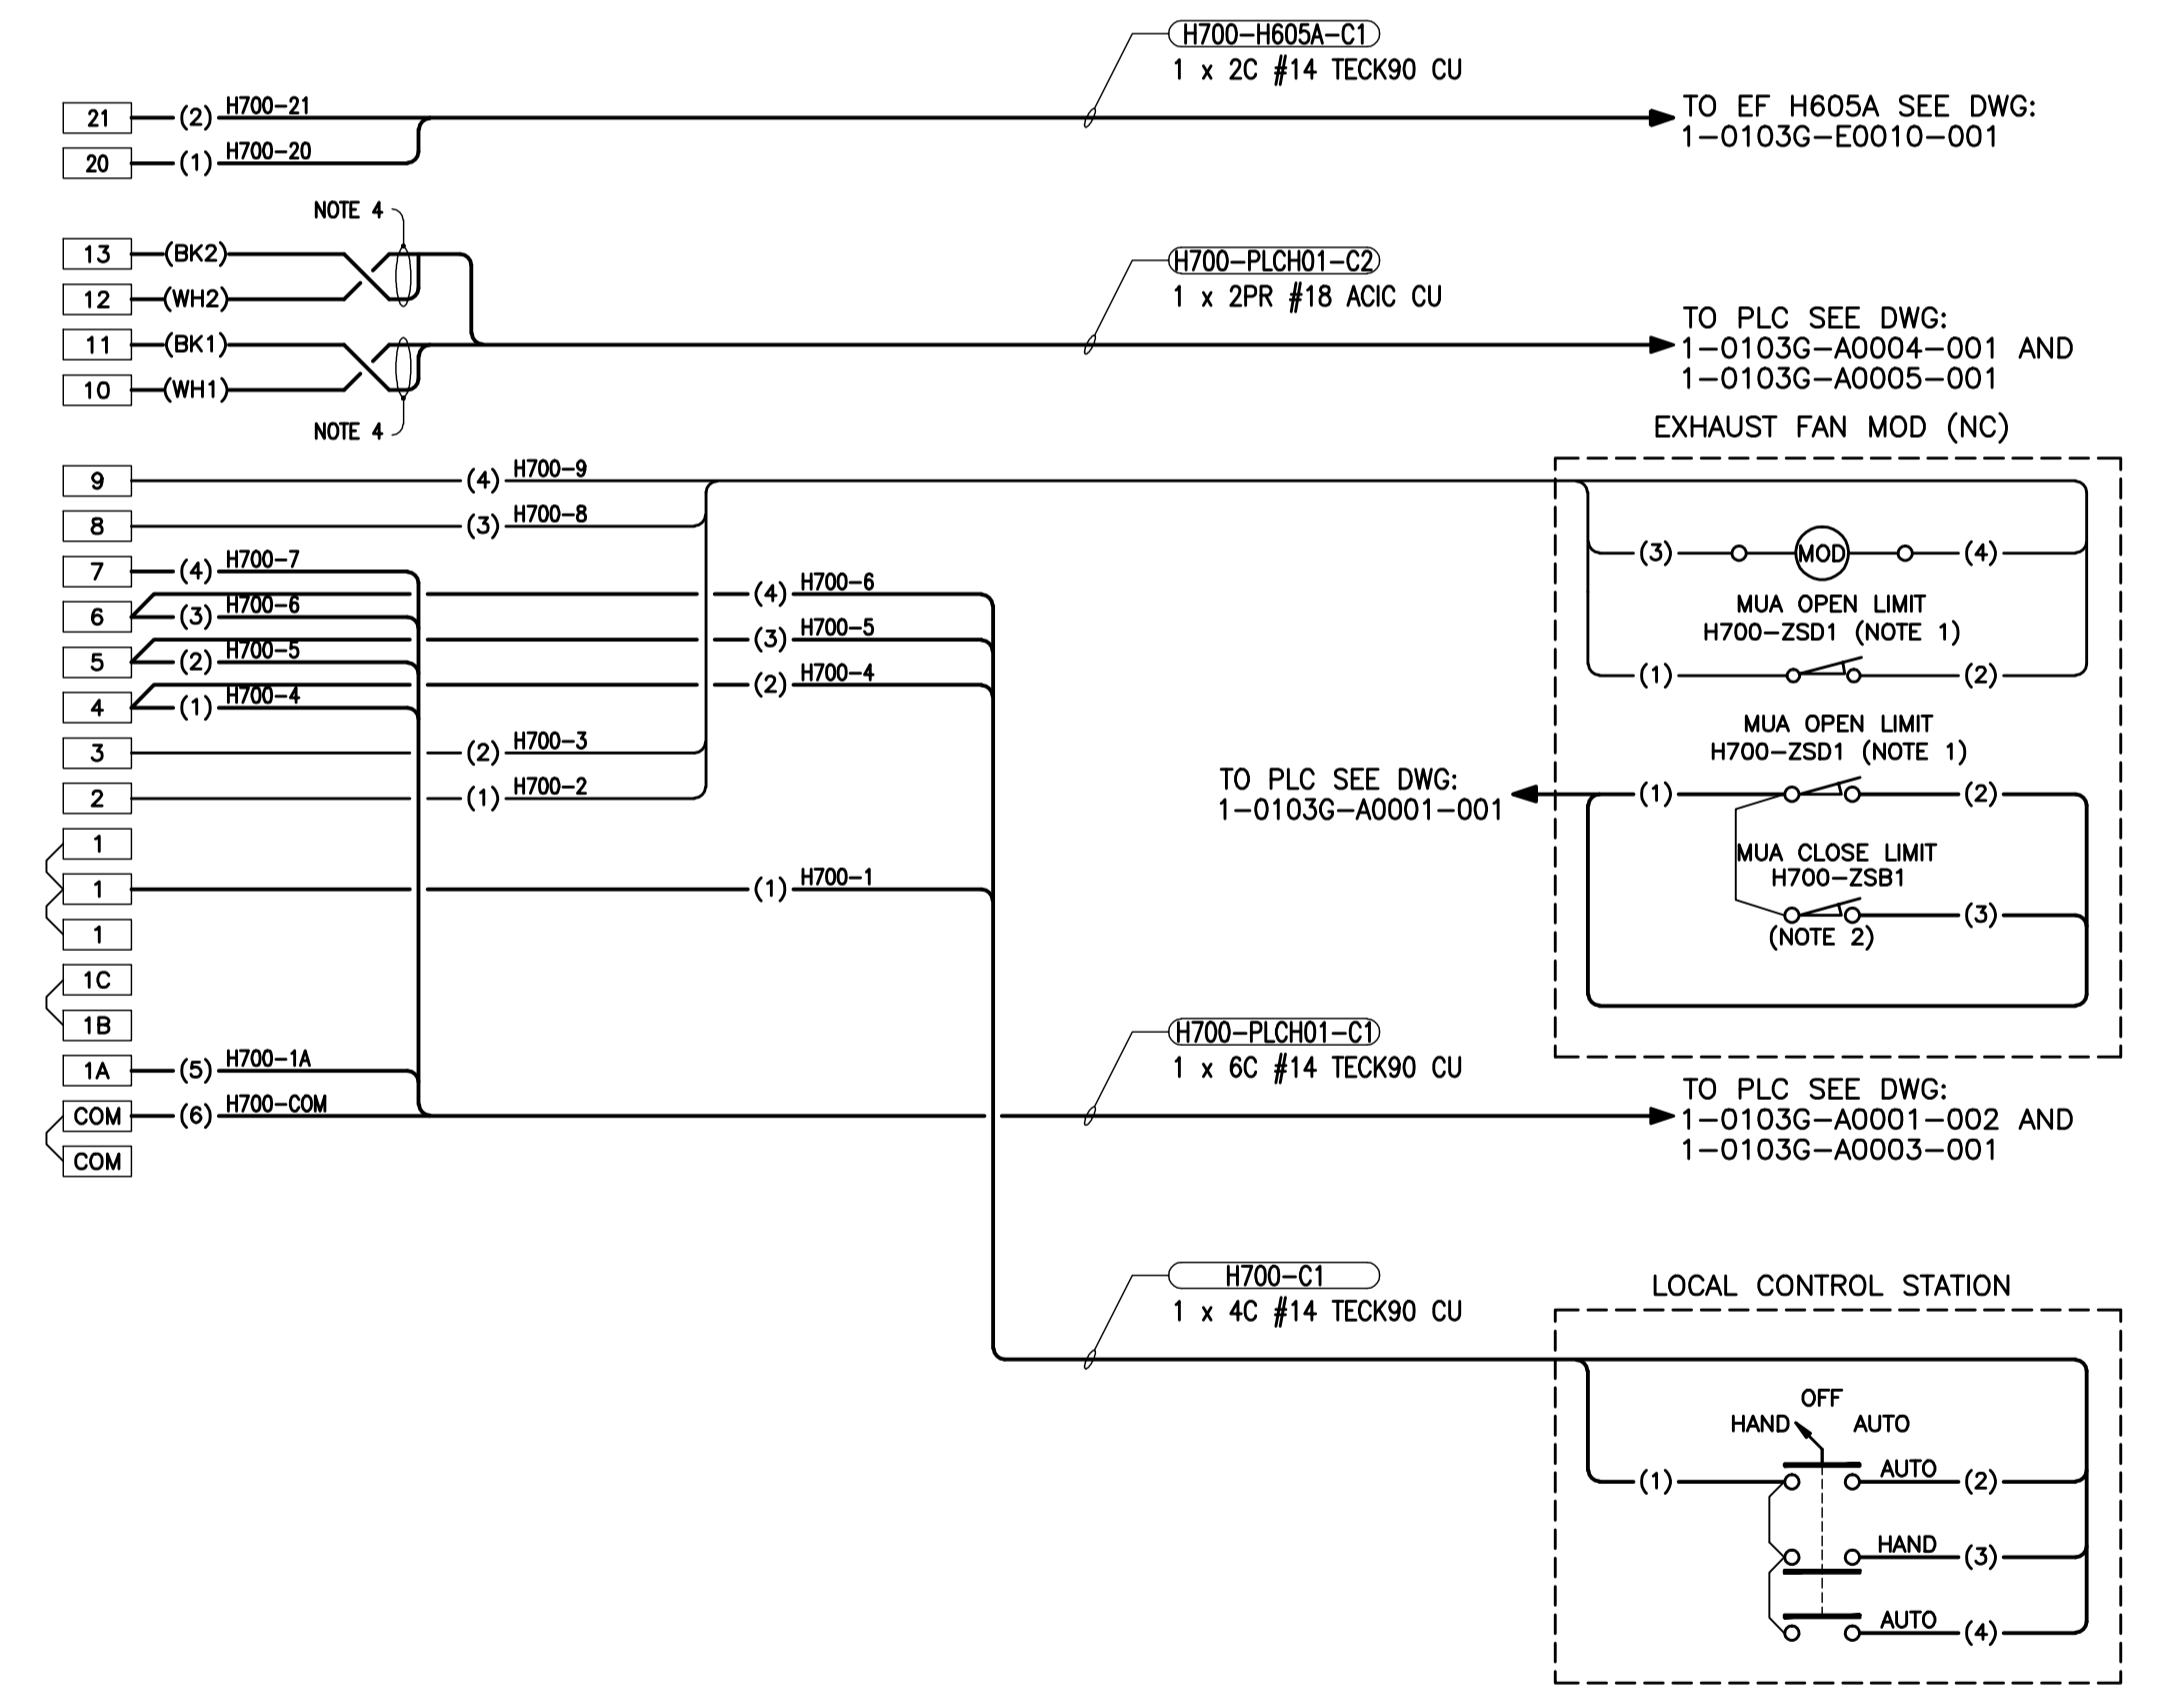 H700-H605A-C1
1 x 2C #14 TECK90 CU
21 (2) H700-21
TO EF H605A SEE DWG:
1-0103G-E0010-001
20 (1) H700-20
NOTE 4
13 (BK2)
12 (WH2)
H700-PLCH01-C2
1 x 2PR #18 ACIC CU
11 (BK1)
10 (WH1)
TO PLC SEE DWG:
1-0103G-A0004-001 AND
1-0103G-A0005-001
NOTE 4
EXHAUST FAN MOD (NC)
9 (4) H700-9
8 (3) H700-8
7 (4) H700-7
(3) MOD (4)
(4) H700-6
6 (3) H700-6
MUA OPEN LIMIT
H700-ZSD1 (NOTE 1)
(3) H700-5
5 (2) H700-5
(1) (2)
(2) H700-4
4 (1) H700-4
MUA OPEN LIMIT
H700-ZSD1 (NOTE 1)
3 (2) H700-3
2 (1) H700-2
TO PLC SEE DWG:
1-0103G-A0001-001
(1) (2)
1
MUA CLOSE LIMIT
H700-ZSB1
1 (1) H700-1
(3)
(NOTE 2)
1
1C
1B
H700-PLCH01-C1
1 x 6C #14 TECK90 CU
1A (5) H700-1A
COM (6) H700-COM
TO PLC SEE DWG:
1-0103G-A0001-002 AND
1-0103G-A0003-001
COM
H700-C1
1 x 4C #14 TECK90 CU
LOCAL CONTROL STATION
OFF
HAND AUTO
(1) AUTO (2)
HAND (3)
AUTO (4)